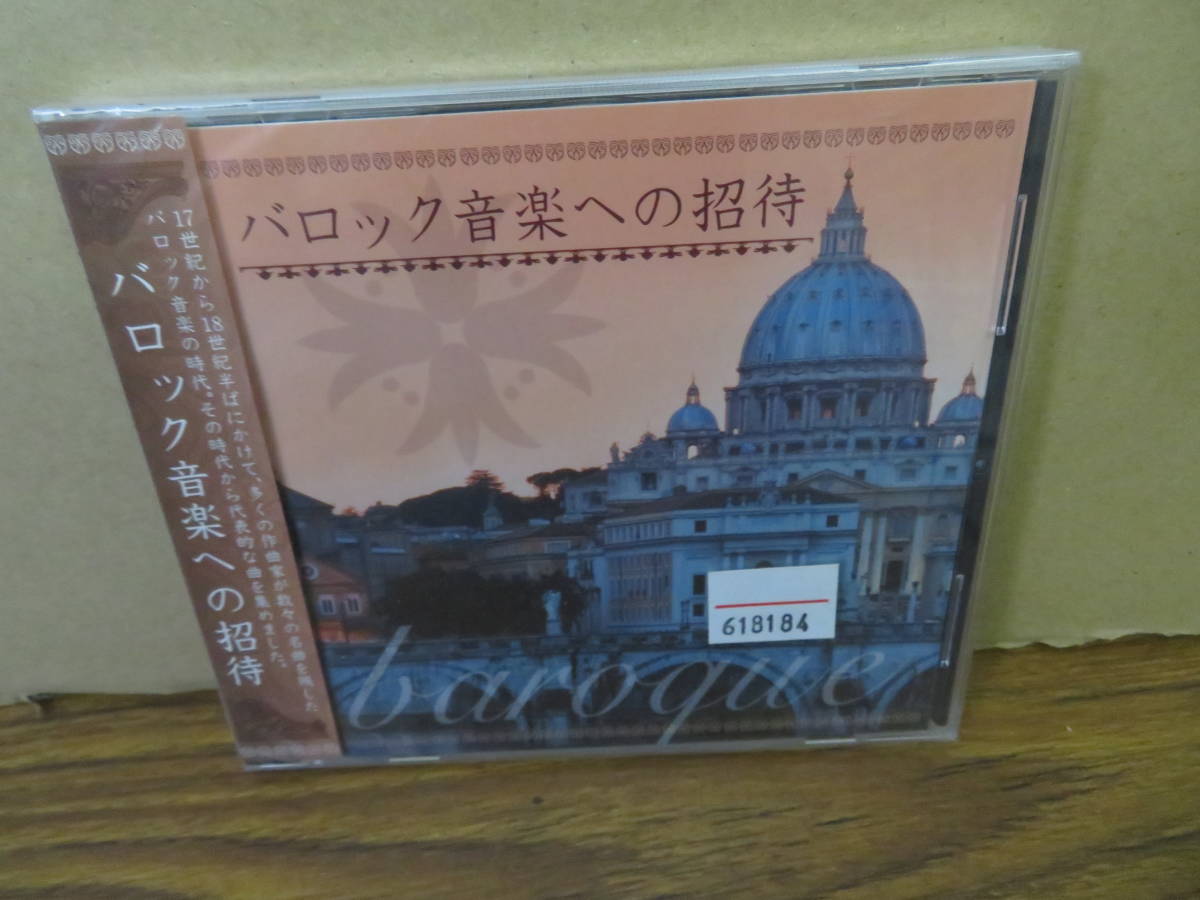 バロック音楽への招待
17世紀から18世紀半ばにかけて、多くの作曲家が数々の名曲を残した
バロック音楽の時代。その時代から代表的な曲を集めました。
バロック音楽への招待
618184
baroque